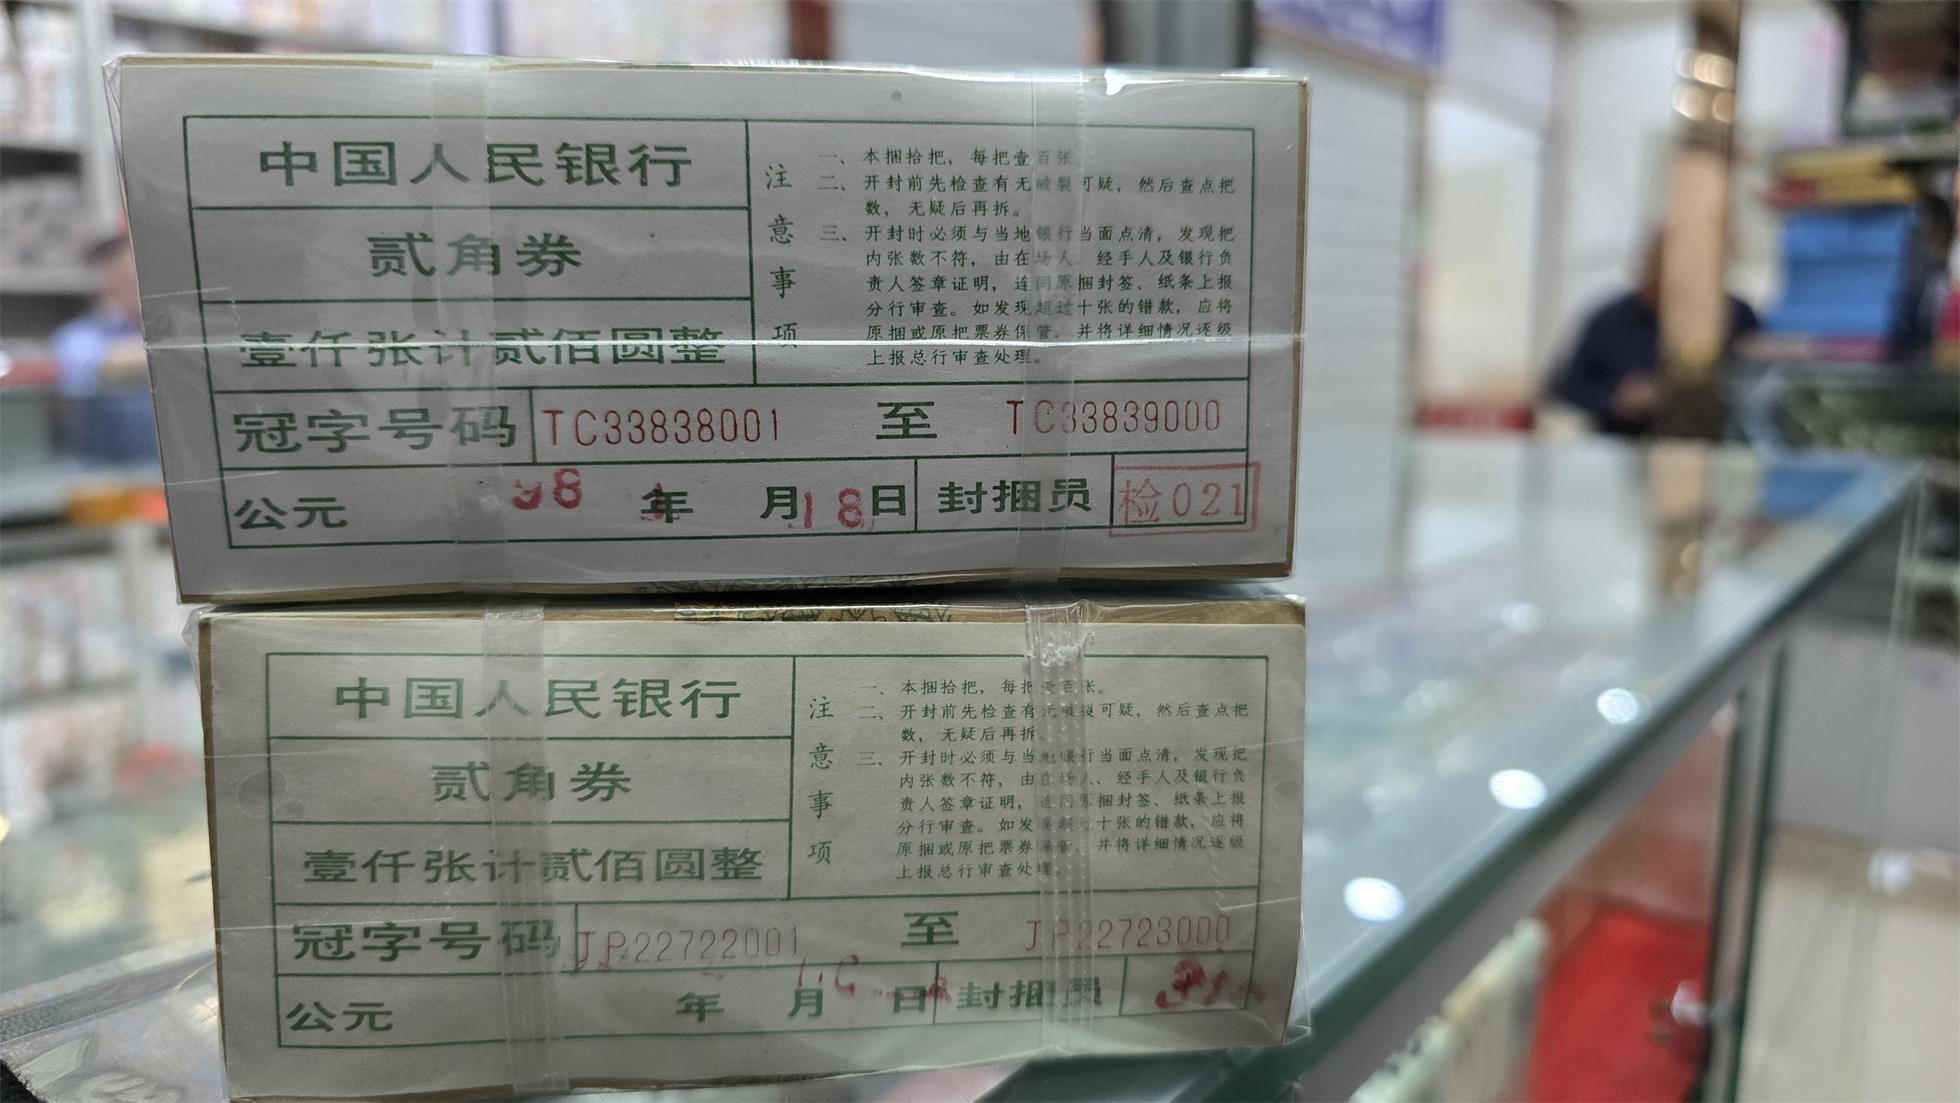 中国人民银行
贰角券
壹仟张计贰佰圆整
注意事项
一、本捆拾把，每把壹百张
二、开封前先检查有无破裂可疑，然后查点把
数，无疑后再拆。
三、开封时必须与当地银行当面点清，发现把
内张数不符，由在场人、经手人及银行负
责人签章证明，连同原捆封签、纸条上报
分行审查。如发现超过十张的错款，应将
原捆或原把票券保管，并将详细情况逐级
上报总行审查处理。
冠字号码 TC33838001 至 TC33839000
公元 98 年 月 18 日 封捆员 检021
中国人民银行
贰角券
壹仟张计贰佰圆整
注意事项
一、本捆拾把，每把壹百张。
二、开封前先检查有无破裂可疑，然后查点把
数，无疑后再拆。
三、开封时必须与当地银行当面点清，发现把
内张数不符，由在场人、经手人及银行负
责人签章证明，连同原捆封签、纸条上报
分行审查。如发现超过十张的错款，应将
原捆或原把票券保管，并将详细情况逐级
上报总行审查处理。
冠字号码 JP22722001 至 JP22723000
公元 年 月 日 封捆员